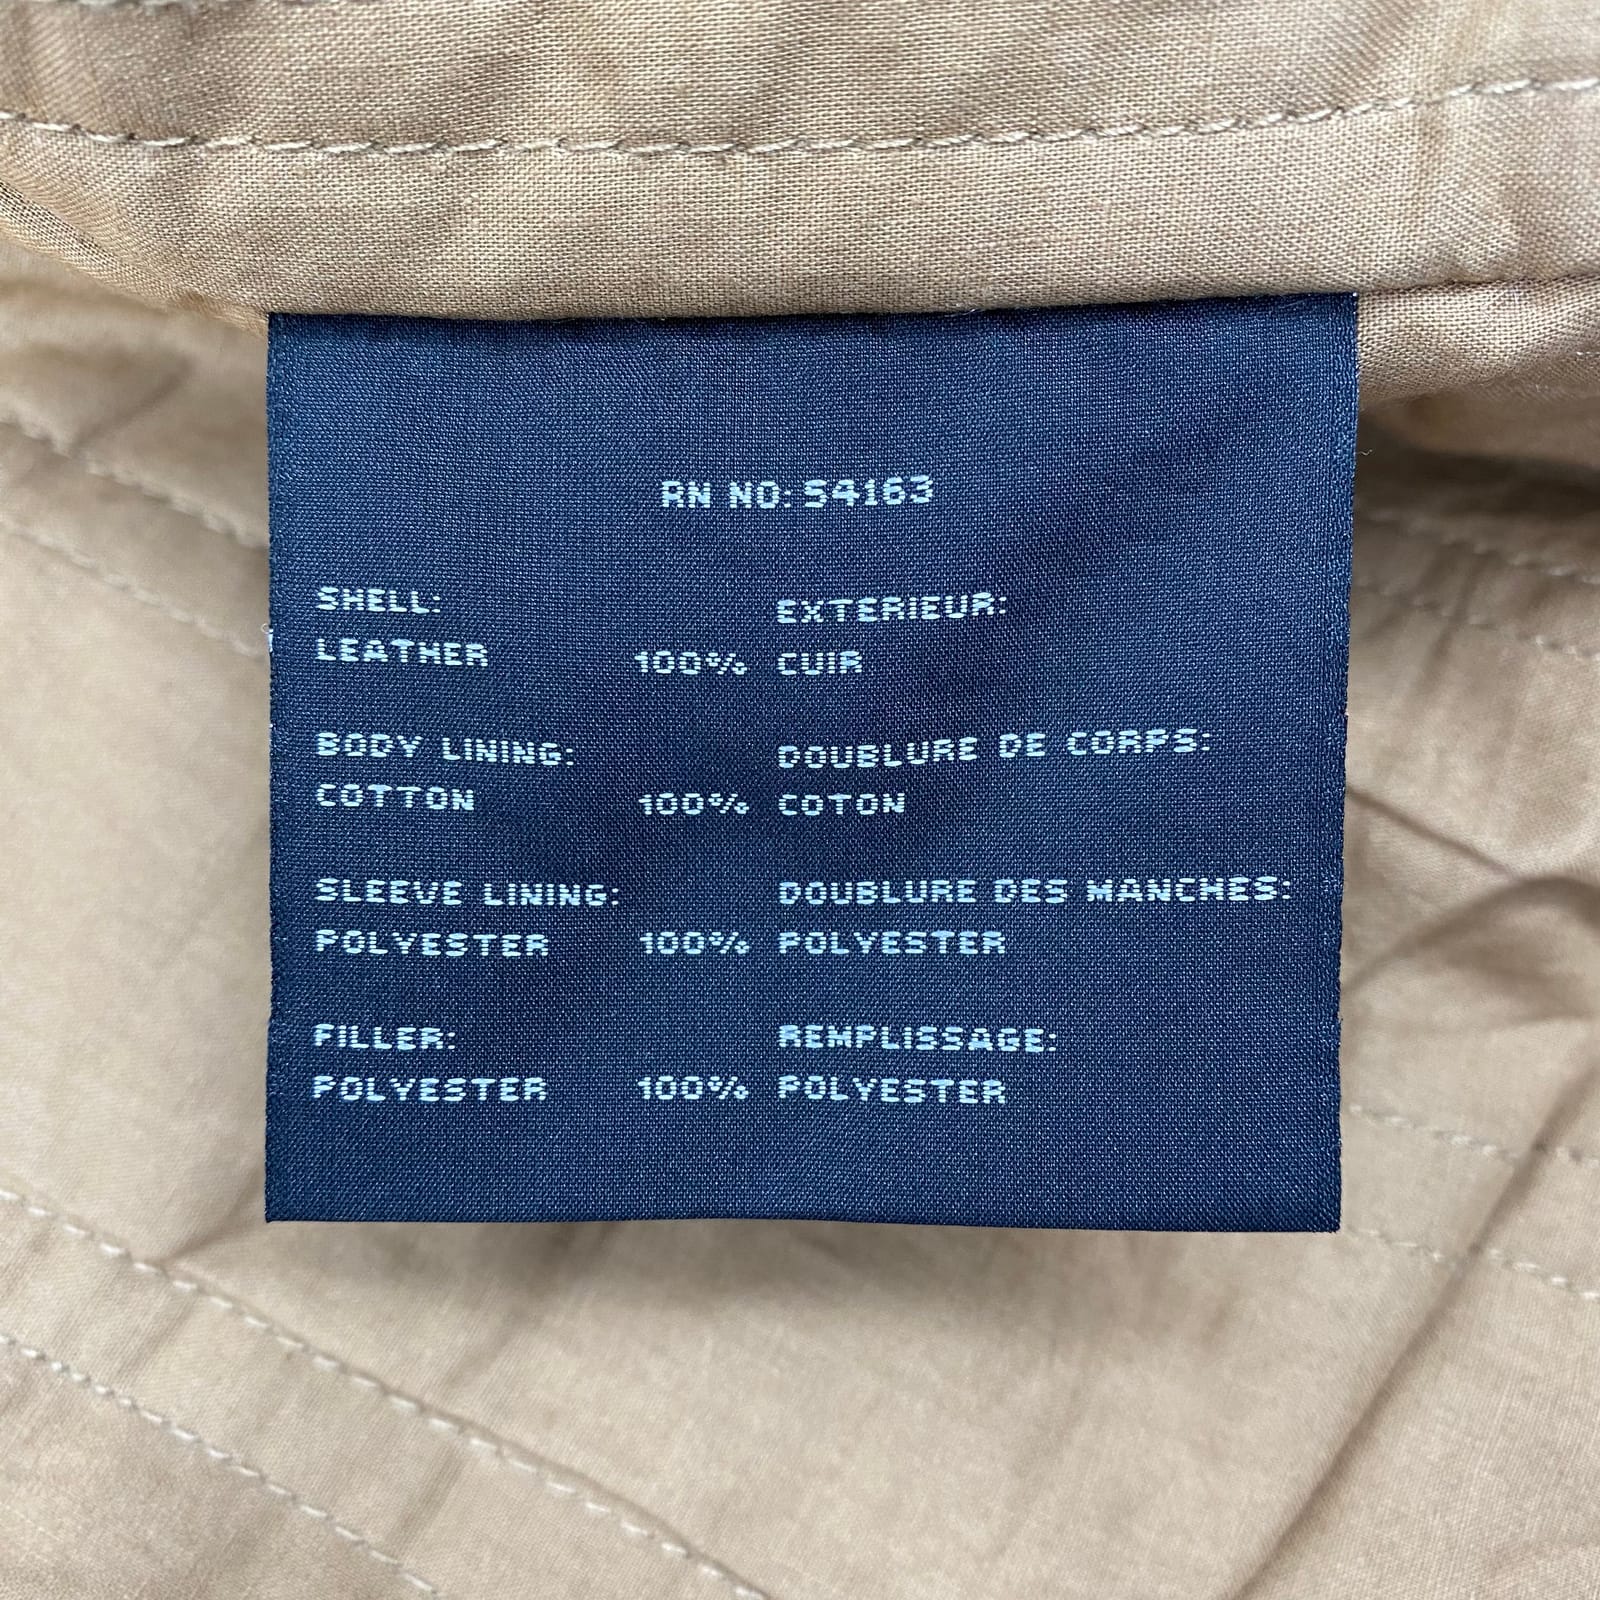 RN NO: 54163
SHELL: EXTERIEUR:
LEATHER 100% CUIR
BODY LINING: DOUBLURE DE CORPS:
COTTON 100% COTON
SLEEVE LINING: DOUBLURE DES MANCHES:
POLYESTER 100% POLYESTER
FILLER: REMPLISSAGE:
POLYESTER 100% POLYESTER